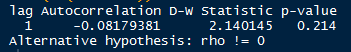 lag Autocorrelation D-W Statistic p-value
1 -0.08179381 2.140145 0.214
Alternative hypothesis: rho != 0